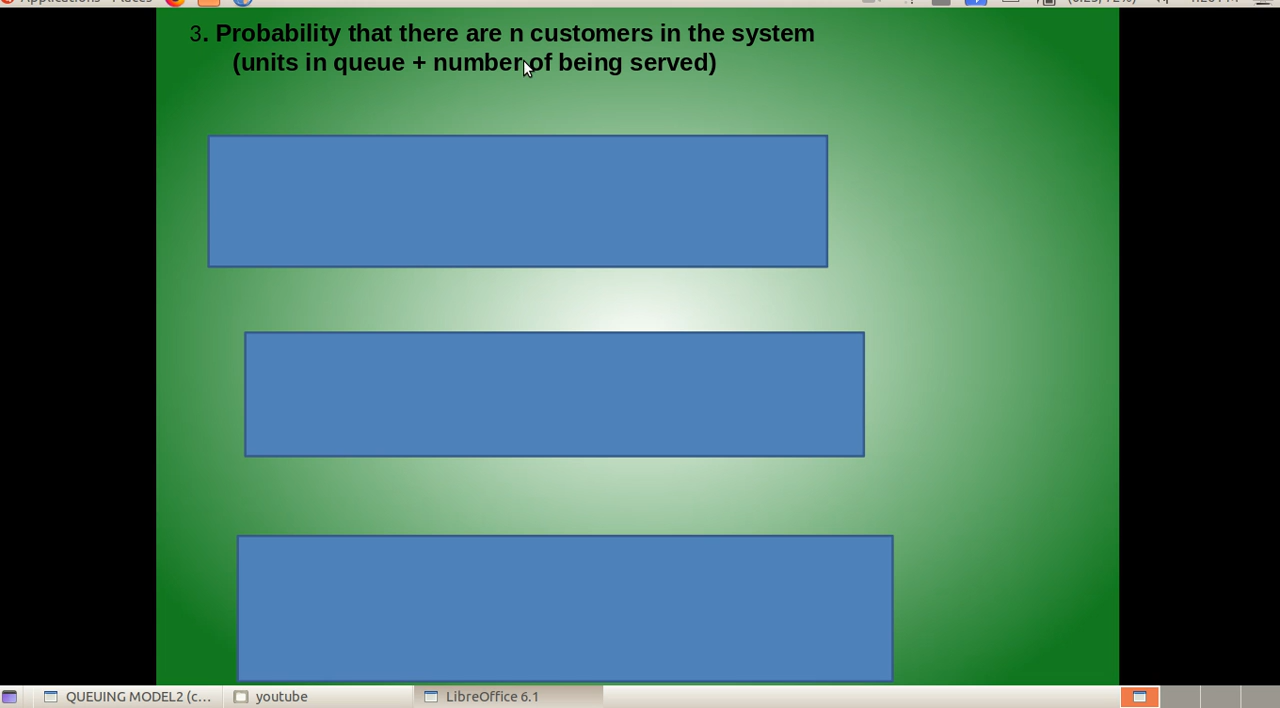 3. Probability that there are n customers in the system
(units in queue + number of being served)
QUEUING MODEL2 (c...
youtube
LibreOffice 6.1